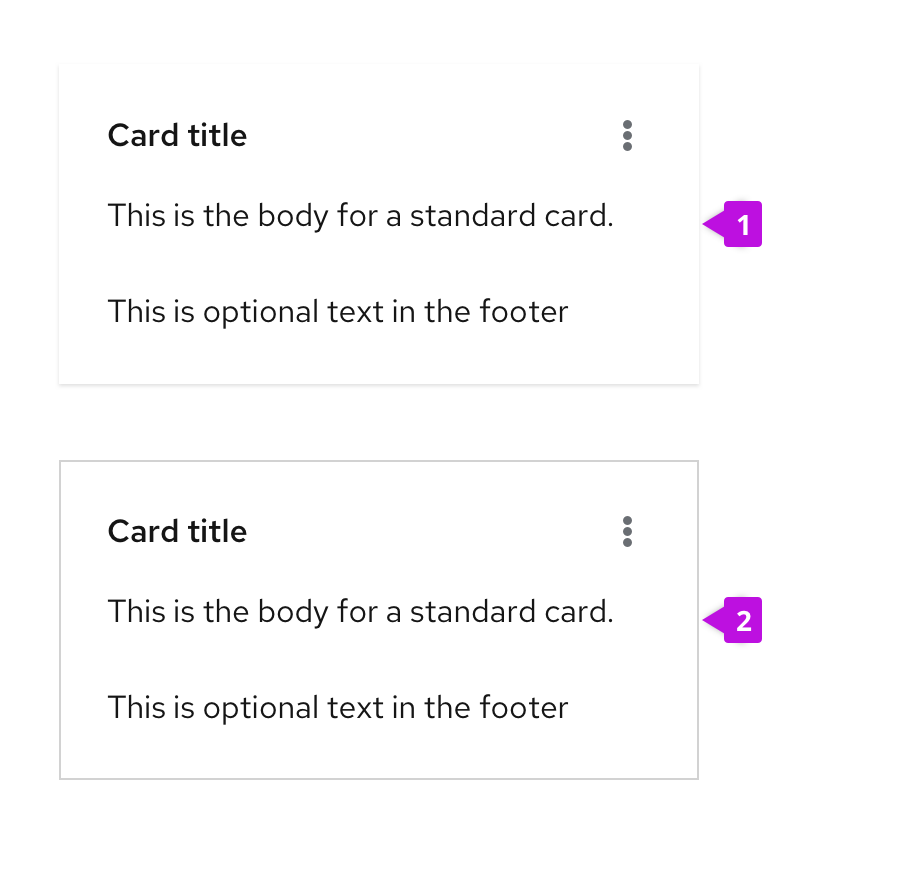 Card title
This is the body for a standard card.
1
This is optional text in the footer
Card title
This is the body for a standard card.
2
This is optional text in the footer